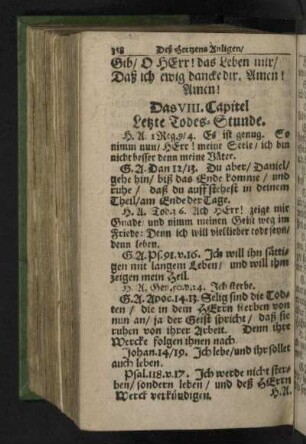 318 Deß Hertzens Anligen/
Gib/ O HErr! das Leben mir/
Daß ich ewig dancke dir. Amen!
Amen!
Das VIII. Capitel
Letzte Todes-Stunde.
H. A. 1 Reg. 9/4. Es ist genug. So
nimm nun/ HErr! meine Seele/ ich bin
nicht besser denn meine Väter.
G. A. Dan 12/13. Du aber/ Daniel/
gehe hin/ biß das Ende komme/ und
ruhe/ daß du auffstehest in deinem
Theil/ am Ende der Tage.
H. A. Tob. 3. 6. Ach HErr! zeige mir
Gnade/ und nimm meinen Geist weg im
Friede: Denn ich will viel lieber todt seyn/
denn leben.
G. A. Ps. 91. v. 16. Ich will ihn sätti-
gen mit langem Leben/ und will ihm
zeigen mein Heil.
H. A. Gen. 50. v. 24. Ich sterbe.
G. A. Apoc. 14. 13. Selig sind die Tod-
ten/ die in dem HErrn sterben von
nun an/ ja der Geist spricht/ daß sie
ruhen von ihrer Arbeit. Denn ihre
Wercke folgen ihnen nach.
Johan. 14/19. Ich lebe/ und ihr sollet
auch leben.
Psal. 118. v. 17. Ich werde nicht ster-
ben/ sondern leben/ und deß HErrn
Werck verkündigen. H. A.